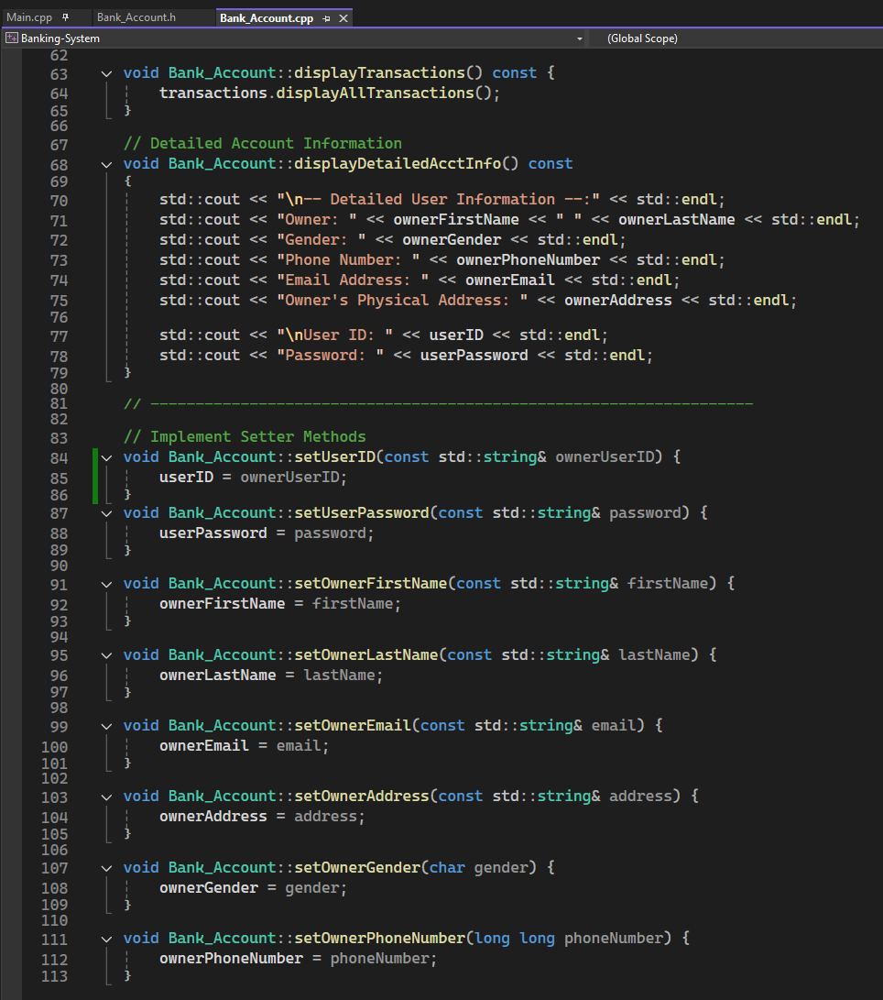 Main.cpp Bank_Account.h Bank_Account.cpp
Banking-System (Global Scope)
62
63 void Bank_Account::displayTransactions() const {
64 transactions.displayAllTransactions();
65 }
66
67 // Detailed Account Information
68 void Bank_Account::displayDetailedAcctInfo() const
69 {
70 std::cout << "\n-- Detailed User Information --:" << std::endl;
71 std::cout << "Owner: " << ownerFirstName << " " << ownerLastName << std::endl;
72 std::cout << "Gender: " << ownerGender << std::endl;
73 std::cout << "Phone Number: " << ownerPhoneNumber << std::endl;
74 std::cout << "Email Address: " << ownerEmail << std::endl;
75 std::cout << "Owner's Physical Address: " << ownerAddress << std::endl;
76
77 std::cout << "\nUser ID: " << userID << std::endl;
78 std::cout << "Password: " << userPassword << std::endl;
79 }
80
81 // -------------------------------------------------------------------
82
83 // Implement Setter Methods
84 void Bank_Account::setUserID(const std::string& ownerUserID) {
85 userID = ownerUserID;
86 }
87 void Bank_Account::setUserPassword(const std::string& password) {
88 userPassword = password;
89 }
90
91 void Bank_Account::setOwnerFirstName(const std::string& firstName) {
92 ownerFirstName = firstName;
93 }
94
95 void Bank_Account::setOwnerLastName(const std::string& lastName) {
96 ownerLastName = lastName;
97 }
98
99 void Bank_Account::setOwnerEmail(const std::string& email) {
100 ownerEmail = email;
101 }
102
103 void Bank_Account::setOwnerAddress(const std::string& address) {
104 ownerAddress = address;
105 }
106
107 void Bank_Account::setOwnerGender(char gender) {
108 ownerGender = gender;
109 }
110
111 void Bank_Account::setOwnerPhoneNumber(long long phoneNumber) {
112 ownerPhoneNumber = phoneNumber;
113 }